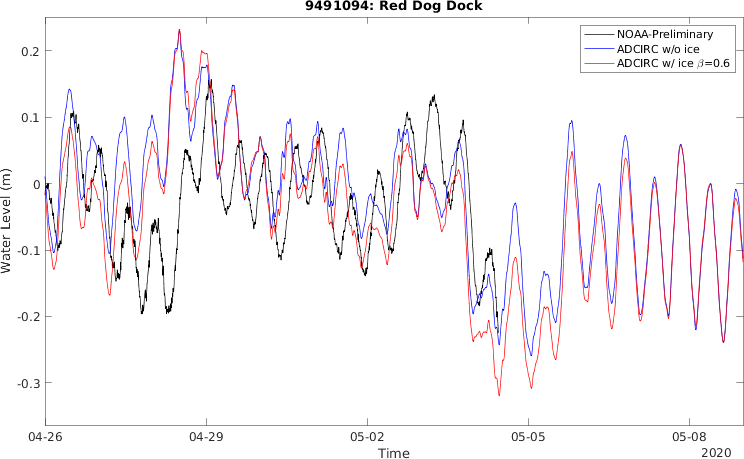 9491094: Red Dog Dock
NOAA-Preliminary
ADCIRC w/o ice
ADCIRC w/ ice β=0.6
Water Level (m)
0.2
0.1
0
-0.1
-0.2
-0.3
04-26 04-29 05-02 05-05 05-08
Time
2020